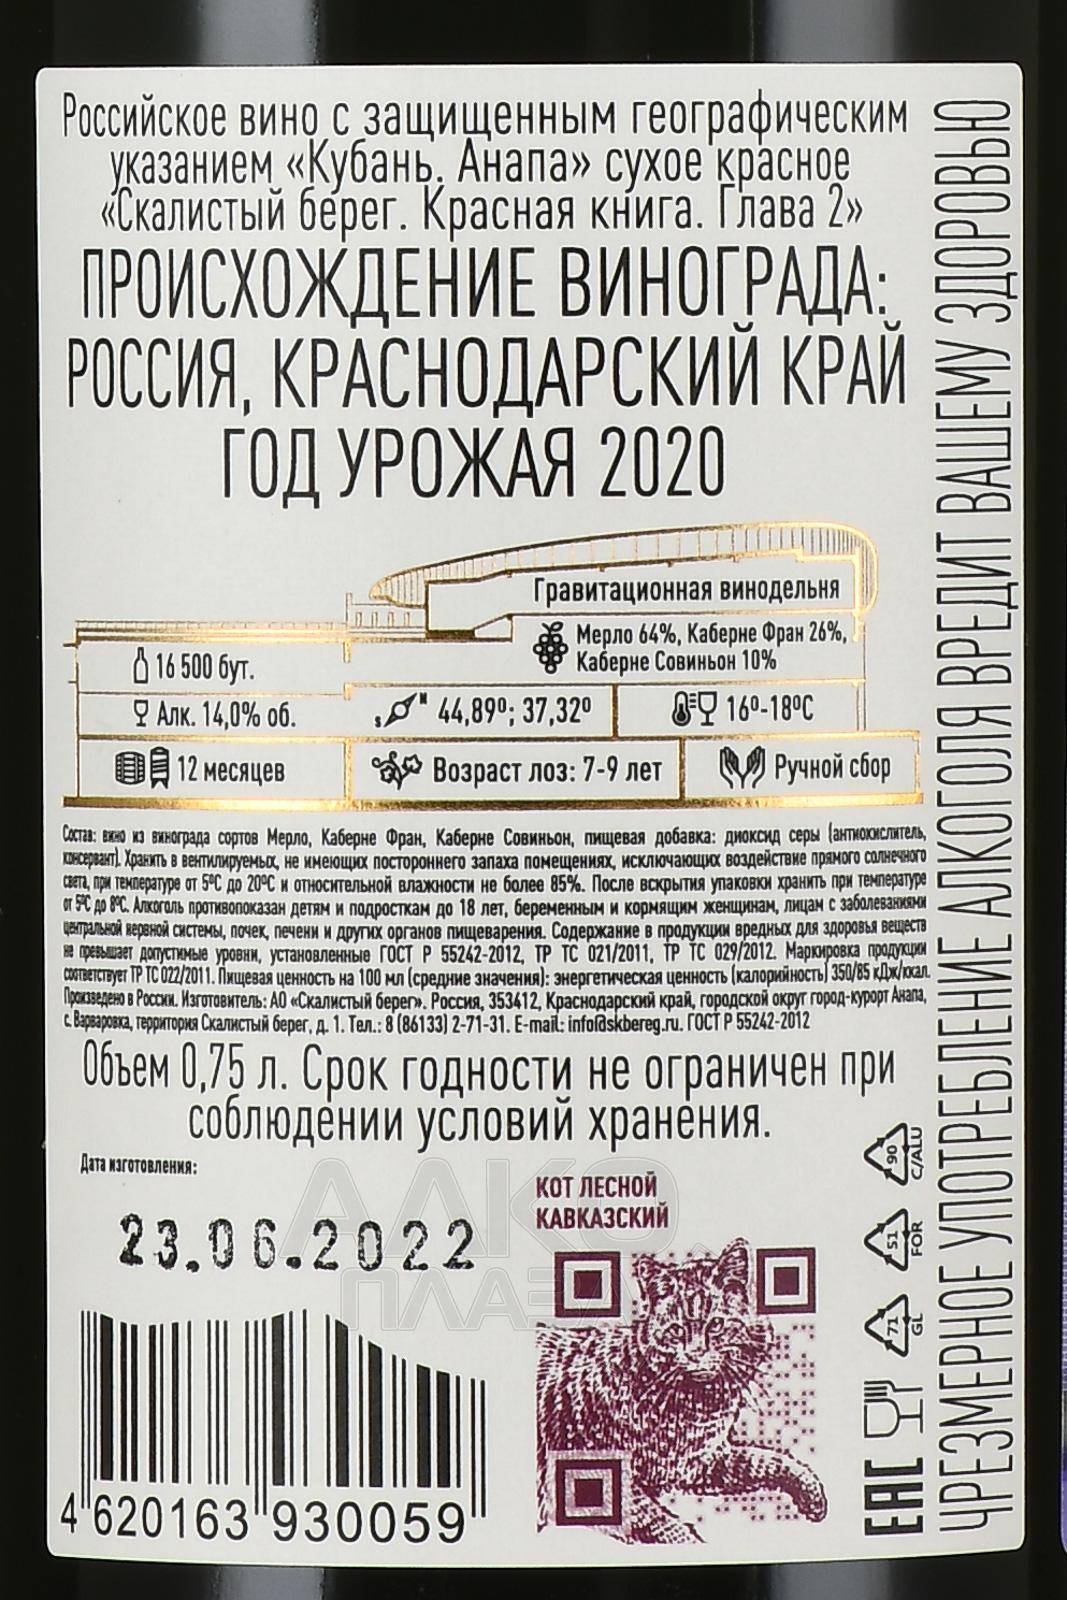 Российское вино с защищенным географическим
указанием «Кубань. Анапа» сухое красное
«Скалистый берег. Красная книга. Глава 2»
ПРОИСХОЖДЕНИЕ ВИНОГРАДА:
РОССИЯ, КРАСНОДАРСКИЙ КРАЙ
ГОД УРОЖАЯ 2020
Гравитационная винодельня
Мерло 64%, Каберне Фран 26%,
Каберне Совиньон 10%
16 500 бут.
Алк. 14,0% об.
S N 44,89º; 37,32º
16º-18ºC
12 месяцев
Возраст лоз: 7-9 лет
Ручной сбор
Состав: вино из винограда сортов Мерло, Каберне Фран, Каберне Совиньон, пищевая добавка: диоксид серы (антиокислитель,
консервант). Хранить в вентилируемых, не имеющих постороннего запаха помещениях, исключающих воздействие прямого солнечного
света, при температуре от 5ºC до 20ºC и относительной влажности не более 85%. После вскрытия упаковки хранить при температуре
от 5ºC до 8ºC. Алкоголь противопоказан детям и подросткам до 18 лет, беременным и кормящим женщинам, лицам с заболеваниями
центральной нервной системы, почек, печени и других органов пищеварения. Содержание в продукции вредных для здоровья веществ
не превышает допустимые уровни, установленные ГОСТ Р 55242-2012, ТР ТС 021/2011, ТР ТС 029/2012. Маркировка продукции
соответствует ТР ТС 022/2011. Пищевая ценность на 100 мл (средние значения): энергетическая ценность (калорийность) 350/85 кДж/ккал.
Произведено в России. Изготовитель: АО «Скалистый берег». Россия, 353412, Краснодарский край, городской округ город-курорт Анапа,
с. Варваровка, территория Скалистый берег, д. 1. Тел.: 8 (86133) 2-71-31. E-mail: info@skbereg.ru. ГОСТ Р 55242-2012
Объем 0,75 л. Срок годности не ограничен при
соблюдении условий хранения.
Дата изготовления:
23.06.2022
КОТ ЛЕСНОЙ
КАВКАЗСКИЙ
АЛКО
ПЛАЗА
4 620163 930059
90
C/ALU
51
FOR
71
GL
EAC
ЧРЕЗМЕРНОЕ УПОТРЕБЛЕНИЕ АЛКОГОЛЯ ВРЕДИТ ВАШЕМУ ЗДОРОВЬЮ